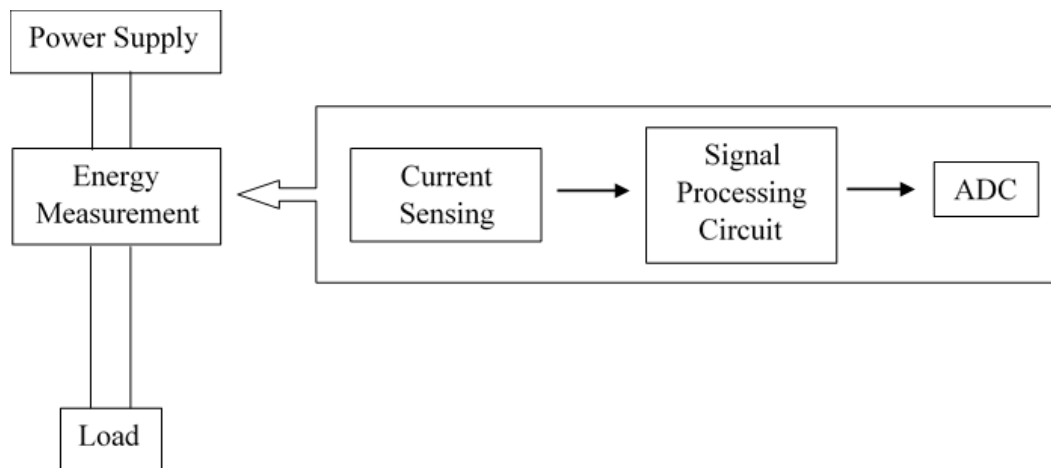 Power Supply
Energy
Measurement
Current
Sensing
Signal
Processing
Circuit
ADC
Load